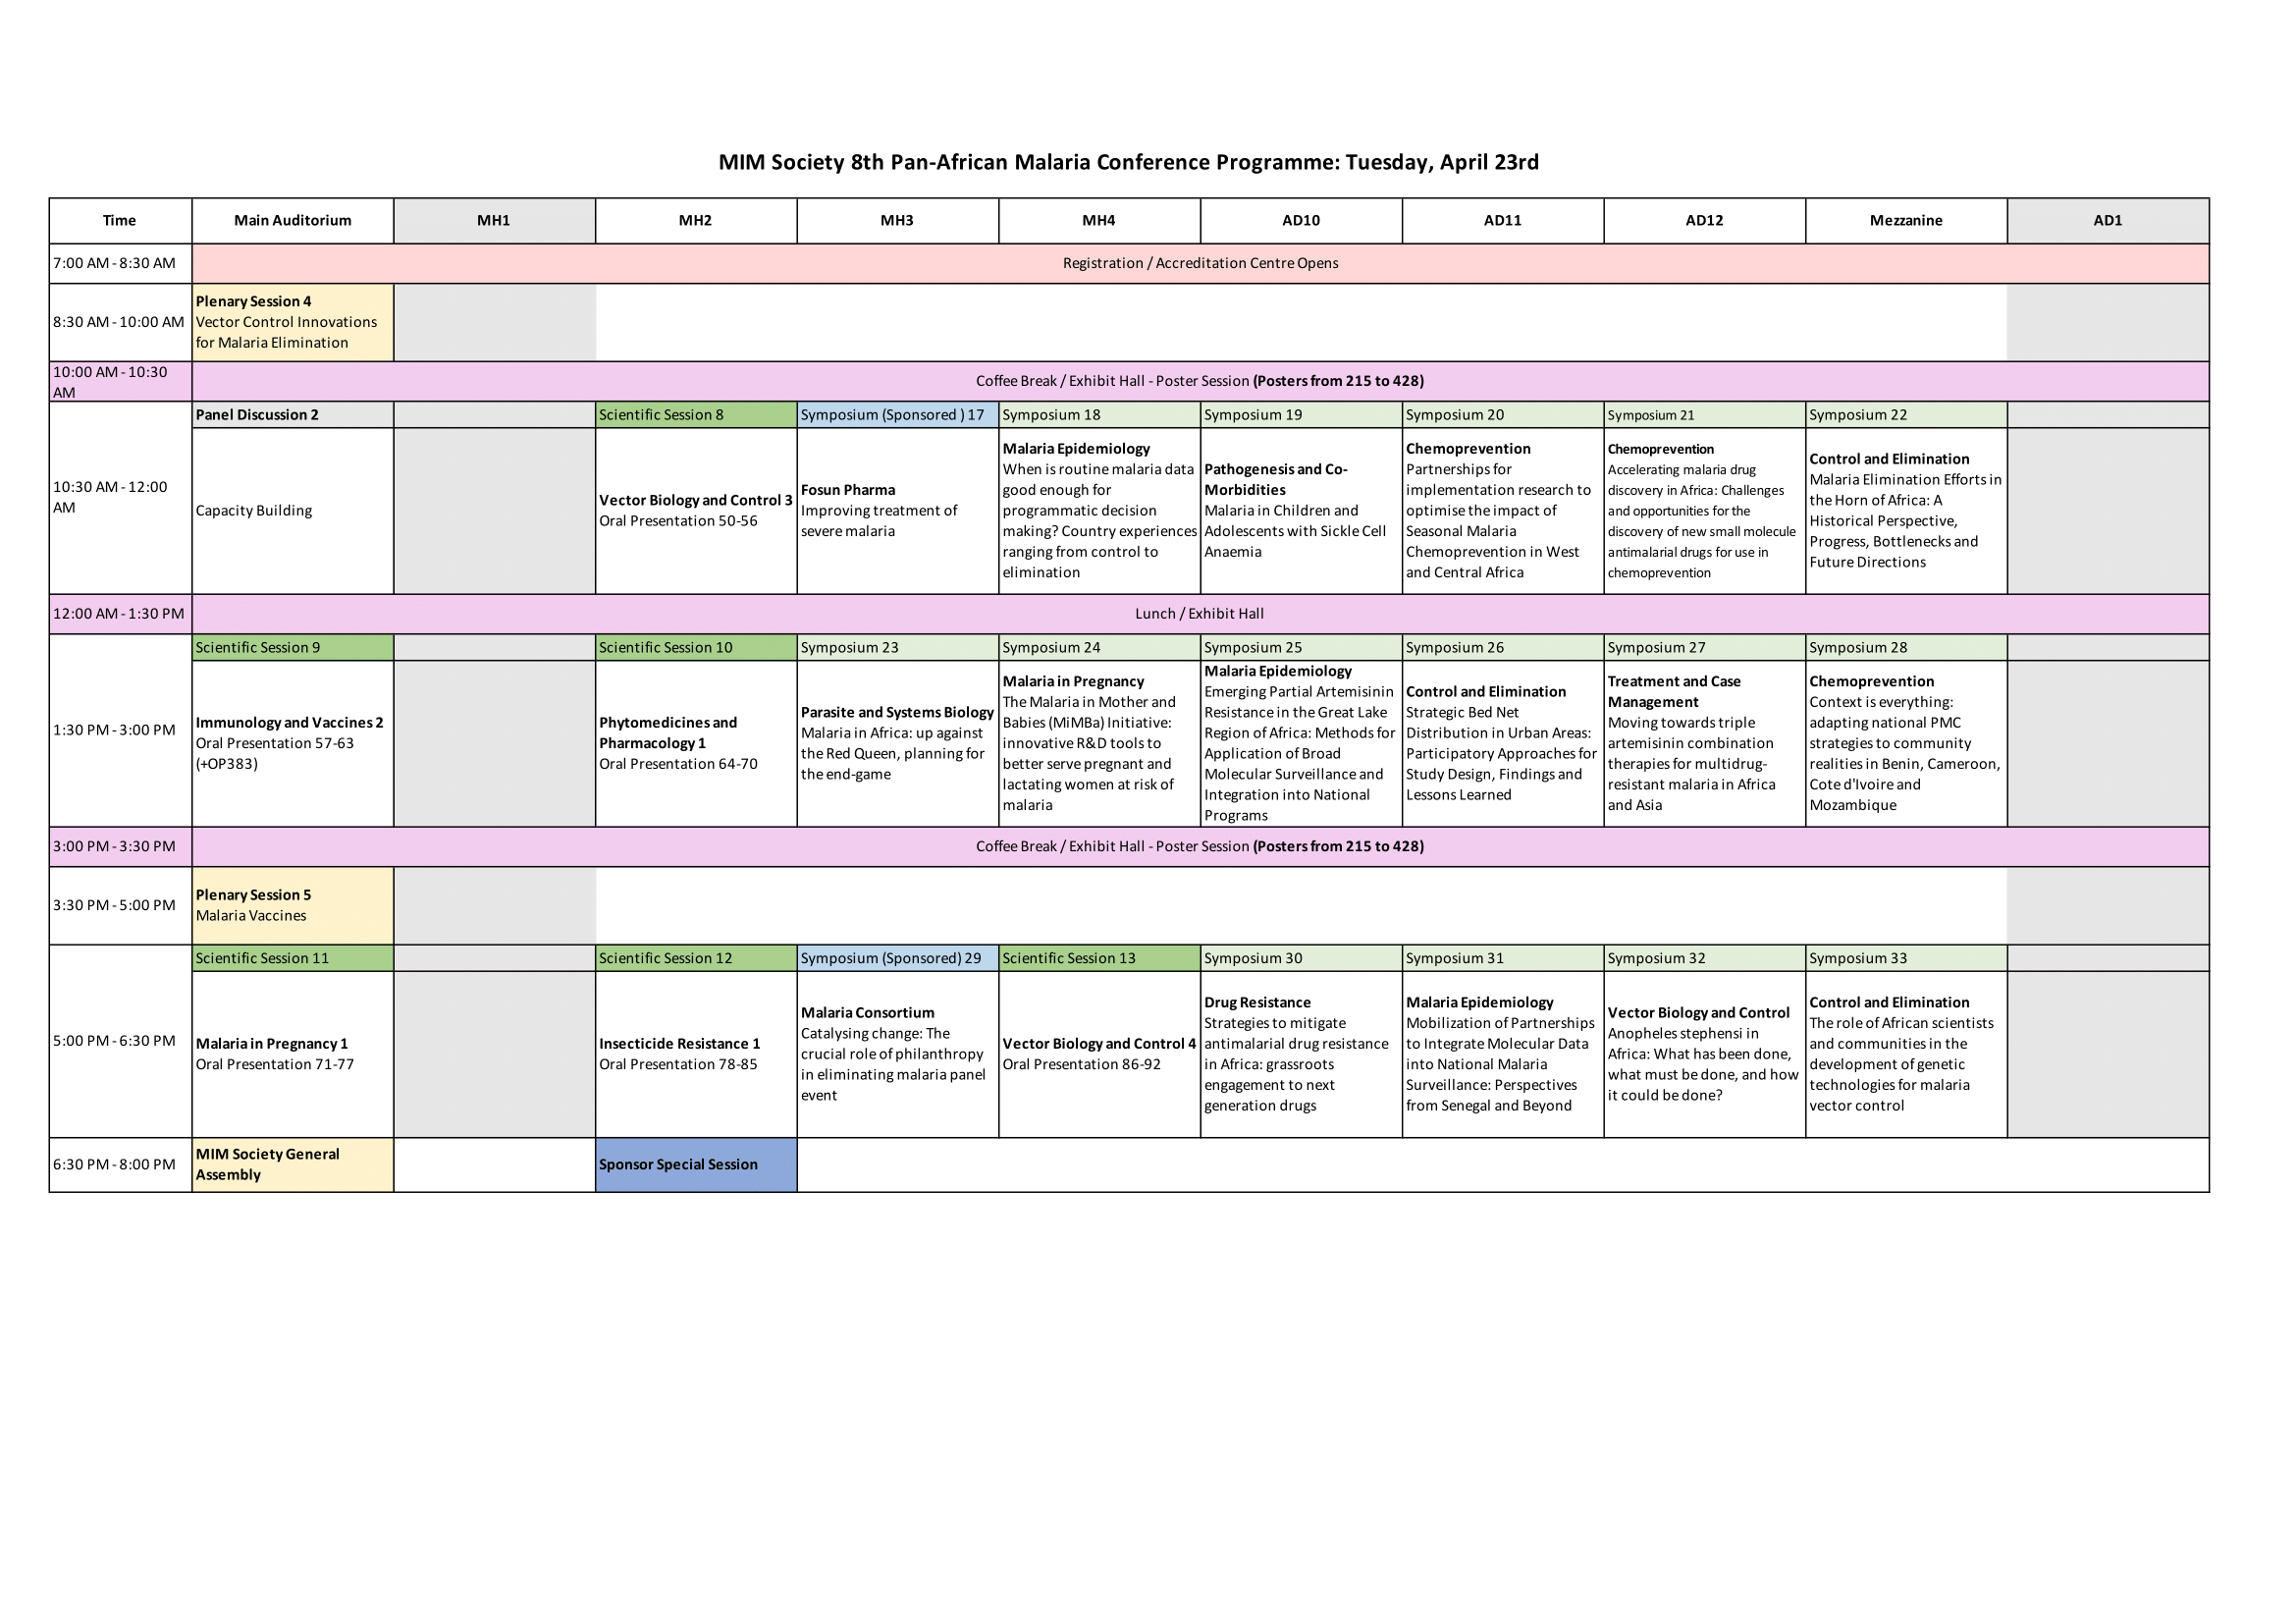 MIM Society 8th Pan-African Malaria Conference Programme: Tuesday, April 23rd
Time
Main Auditorium
MH1
MH2
MH3
MH4
AD10
AD11
AD12
Mezzanine
AD1
7:00 AM - 8:30 AM
Registration / Accreditation Centre Opens
8:30 AM - 10:00 AM
Plenary Session 4
Vector Control Innovations
for Malaria Elimination
10:00 AM - 10:30
AM
Coffee Break / Exhibit Hall - Poster Session (Posters from 215 to 428)
10:30 AM - 12:00
AM
Panel Discussion 2
Capacity Building
Scientific Session 8
Vector Biology and Control 3
Oral Presentation 50-56
Symposium (Sponsored ) 17
Fosun Pharma
Improving treatment of
severe malaria
Symposium 18
Malaria Epidemiology
When is routine malaria data
good enough for
programmatic decision
making? Country experiences
ranging from control to
elimination
Symposium 19
Pathogenesis and Co-
Morbidities
Malaria in Children and
Adolescents with Sickle Cell
Anaemia
Symposium 20
Chemoprevention
Partnerships for
implementation research to
optimise the impact of
Seasonal Malaria
Chemoprevention in West
and Central Africa
Symposium 21
Chemoprevention
Accelerating malaria drug
discovery in Africa: Challenges
and opportunities for the
discovery of new small molecule
antimalarial drugs for use in
chemoprevention
Symposium 22
Control and Elimination
Malaria Elimination Efforts in
the Horn of Africa: A
Historical Perspective,
Progress, Bottlenecks and
Future Directions
12:00 AM - 1:30 PM
Lunch / Exhibit Hall
1:30 PM - 3:00 PM
Scientific Session 9
Immunology and Vaccines 2
Oral Presentation 57-63
(+OP383)
Scientific Session 10
Phytomedicines and
Pharmacology 1
Oral Presentation 64-70
Symposium 23
Parasite and Systems Biology
Malaria in Africa: up against
the Red Queen, planning for
the end-game
Symposium 24
Malaria in Pregnancy
The Malaria in Mother and
Babies (MiMBa) Initiative:
innovative R&D tools to
better serve pregnant and
lactating women at risk of
malaria
Symposium 25
Malaria Epidemiology
Emerging Partial Artemisinin
Resistance in the Great Lake
Region of Africa: Methods for
Application of Broad
Molecular Surveillance and
Integration into National
Programs
Symposium 26
Control and Elimination
Strategic Bed Net
Distribution in Urban Areas:
Participatory Approaches for
Study Design, Findings and
Lessons Learned
Symposium 27
Treatment and Case
Management
Moving towards triple
artemisinin combination
therapies for multidrug-
resistant malaria in Africa
and Asia
Symposium 28
Chemoprevention
Context is everything:
adapting national PMC
strategies to community
realities in Benin, Cameroon,
Cote d'Ivoire and
Mozambique
3:00 PM - 3:30 PM
Coffee Break / Exhibit Hall - Poster Session (Posters from 215 to 428)
3:30 PM - 5:00 PM
Plenary Session 5
Malaria Vaccines
5:00 PM - 6:30 PM
Scientific Session 11
Malaria in Pregnancy 1
Oral Presentation 71-77
Scientific Session 12
Insecticide Resistance 1
Oral Presentation 78-85
Symposium (Sponsored) 29
Malaria Consortium
Catalysing change: The
crucial role of philanthropy
in eliminating malaria panel
event
Scientific Session 13
Vector Biology and Control 4
Oral Presentation 86-92
Symposium 30
Drug Resistance
Strategies to mitigate
antimalarial drug resistance
in Africa: grassroots
engagement to next
generation drugs
Symposium 31
Malaria Epidemiology
Mobilization of Partnerships
to Integrate Molecular Data
into National Malaria
Surveillance: Perspectives
from Senegal and Beyond
Symposium 32
Vector Biology and Control
Anopheles stephensi in
Africa: What has been done,
what must be done, and how
it could be done?
Symposium 33
Control and Elimination
The role of African scientists
and communities in the
development of genetic
technologies for malaria
vector control
6:30 PM - 8:00 PM
MIM Society General
Assembly
Sponsor Special Session